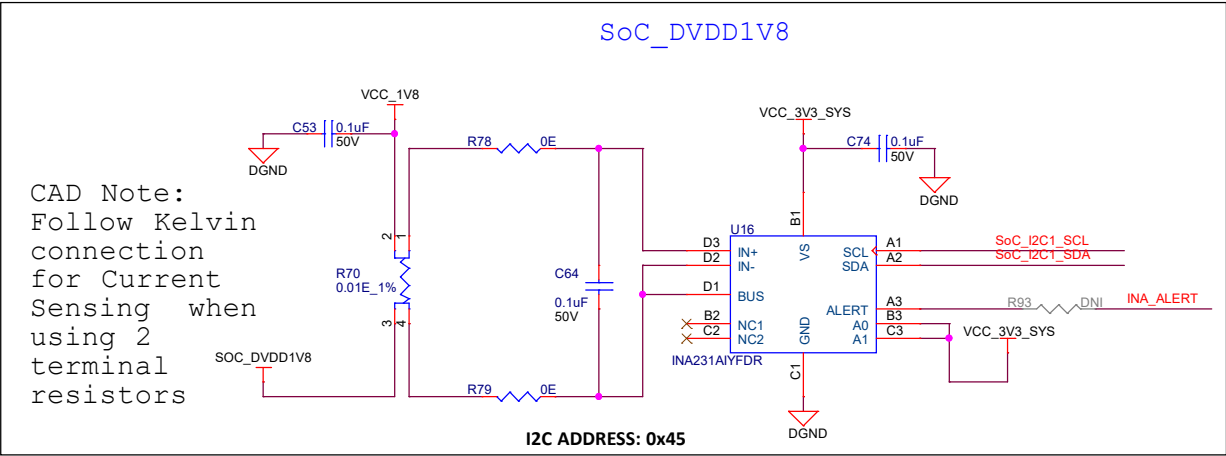 SoC_DVDD1V8
VCC_1V8
C53
0.1uF
50V
DGND
R78
0E
VCC_3V3_SYS
C74
0.1uF
50V
DGND
CAD Note:
Follow Kelvin
connection
for Current
Sensing when
using 2
terminal
resistors
2
1
R70
0.01E_1%
3
4
SOC_DVDD1V8
R79
0E
C64
0.1uF
50V
U16
B1
VS
D3
IN+
D2
IN-
D1
BUS
B2
NC1
C2
NC2
INA231AIYFDR
GND
C1
DGND
SCL
A1
SoC_I2C1_SCL
SDA
A2
SoC_I2C1_SDA
ALERT
A3
R93
DNI
INA_ALERT
A0
B3
A1
C3
VCC_3V3_SYS
I2C ADDRESS: 0x45